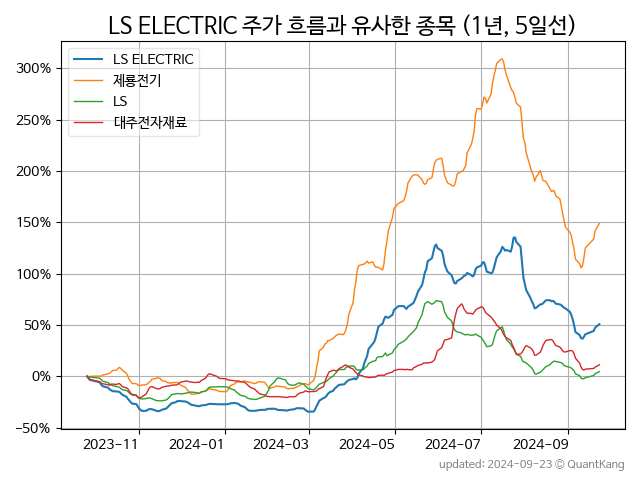 LS ELECTRIC 주가 흐름과 유사한 종목 (1년, 5일선)
LS ELECTRIC
제룡전기
LS
대주전자재료
300%
250%
200%
150%
100%
50%
0%
−50%
2023-11
2024-01
2024-03
2024-05
2024-07
2024-09
updated: 2024-09-23 © QuantKang